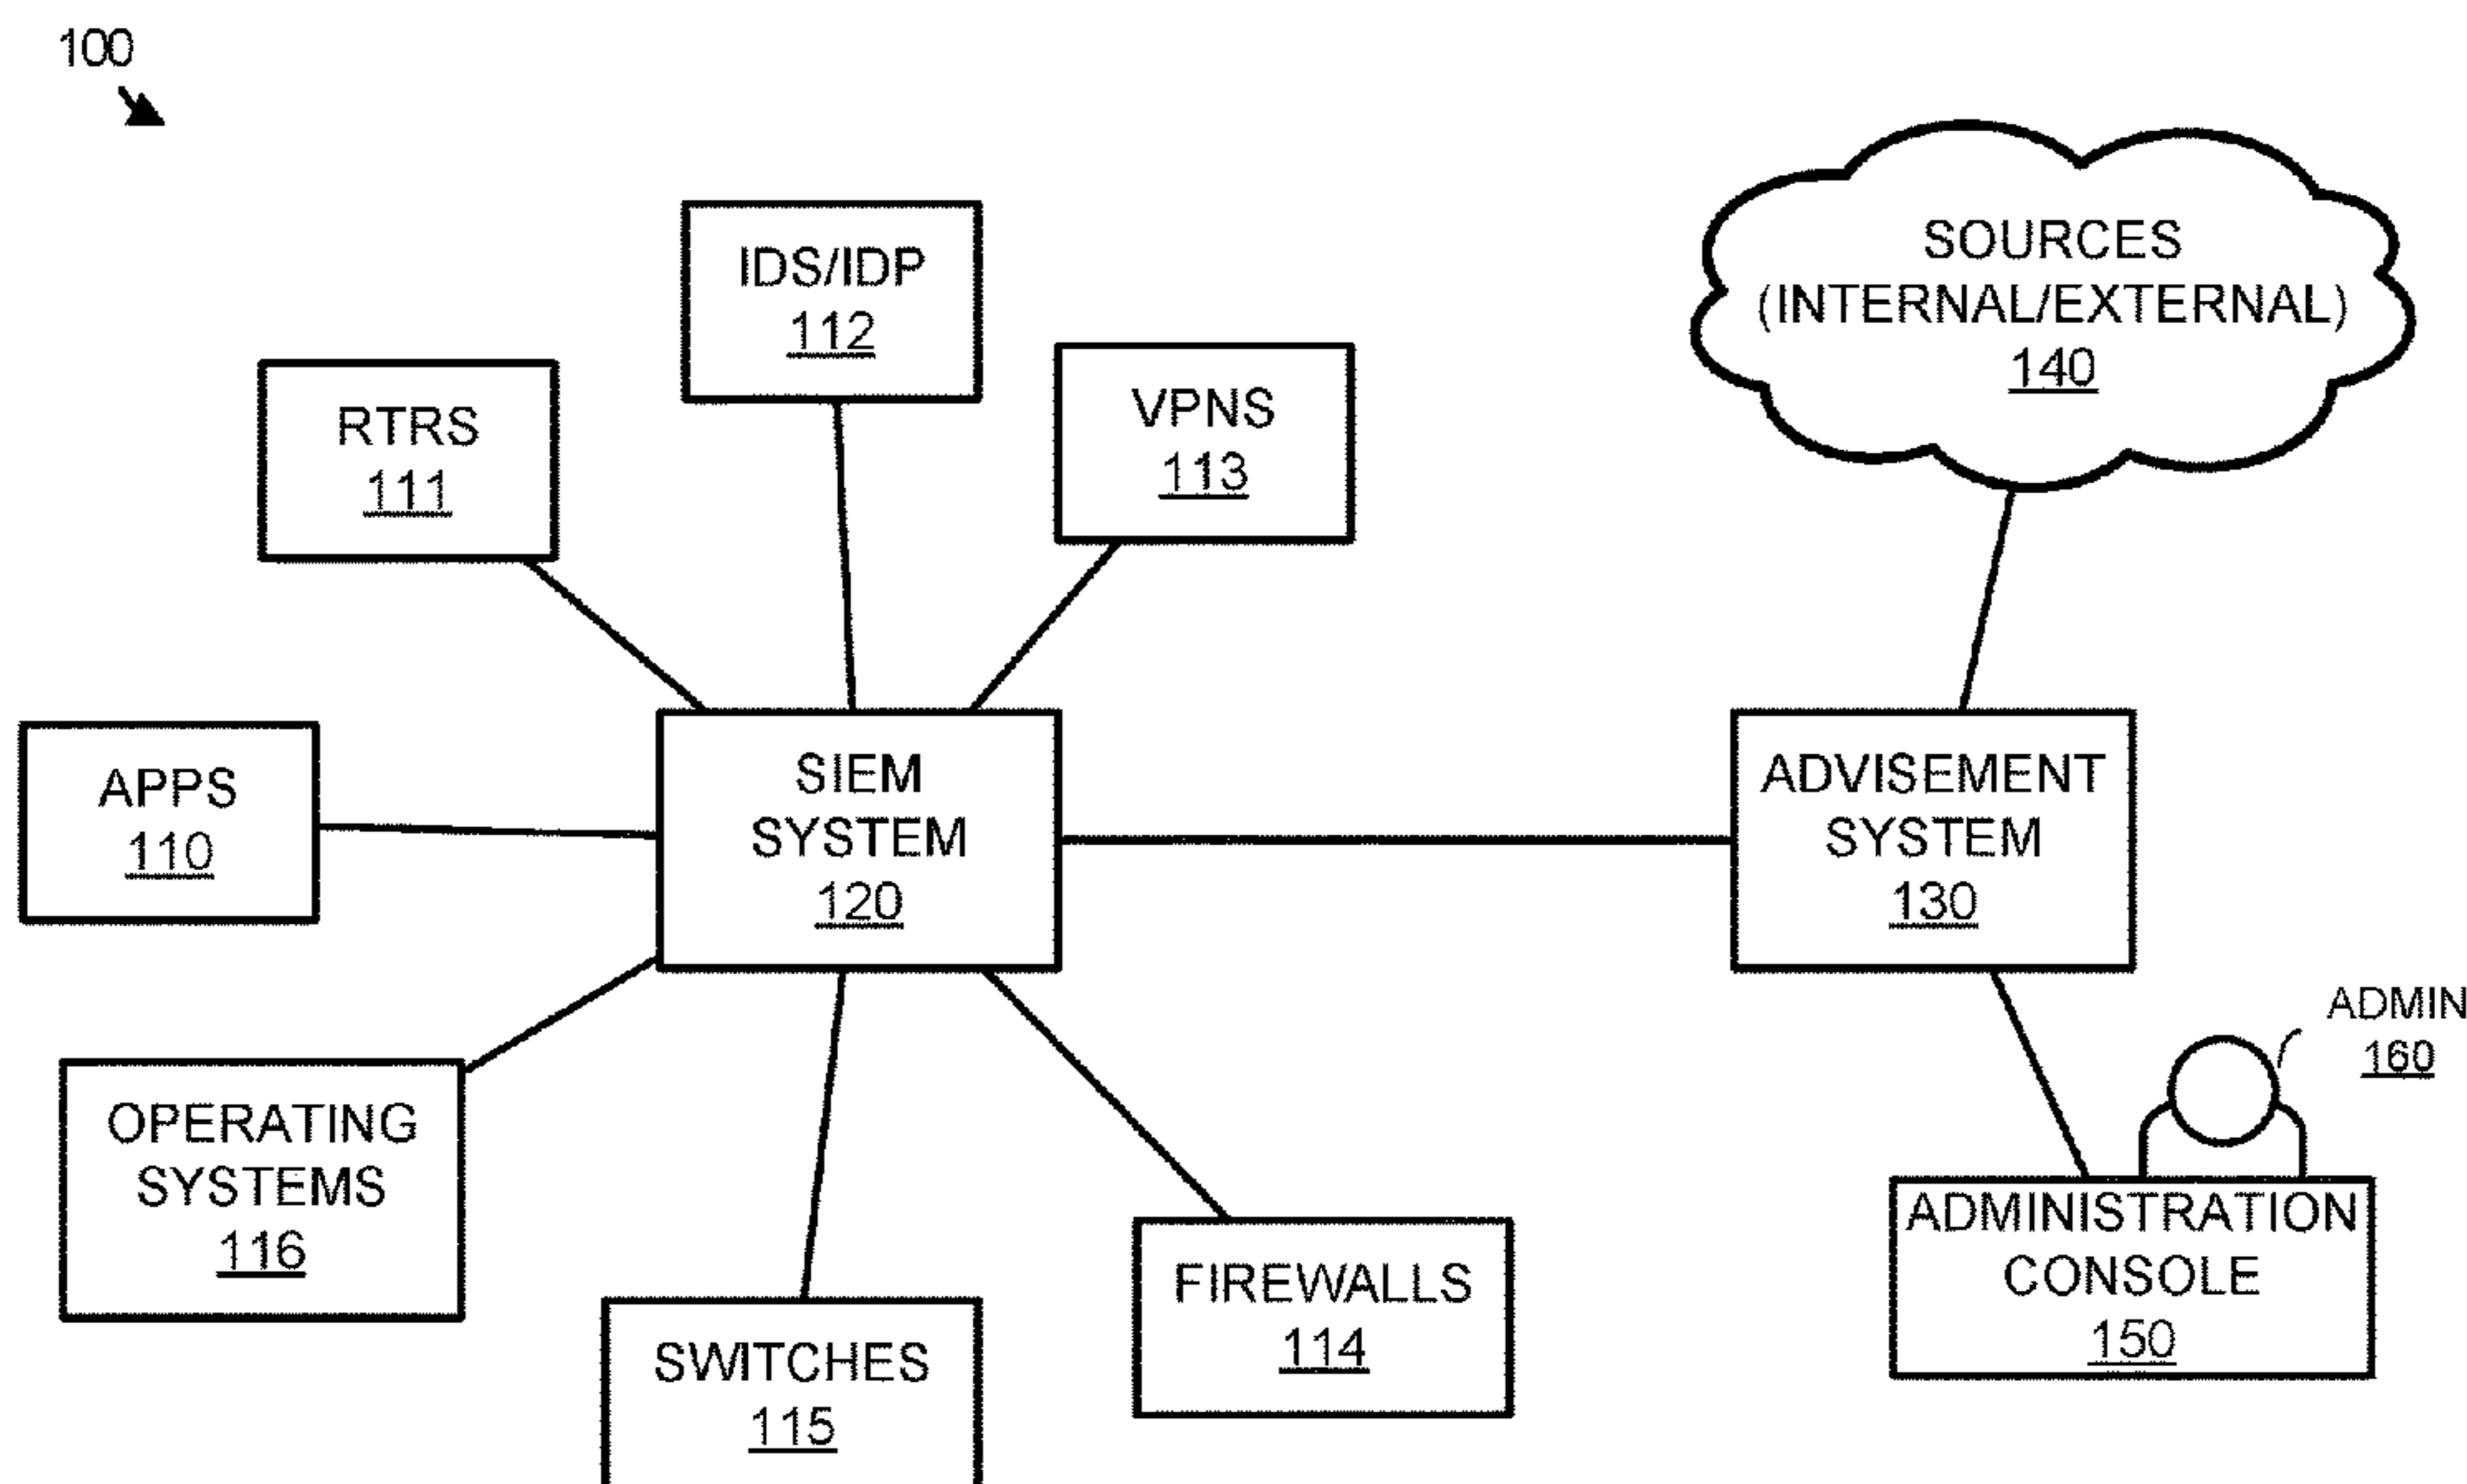 100
IDS/IDP
112
SOURCES
(INTERNAL/EXTERNAL)
140
RTRS
111
VPNS
113
APPS
110
SIEM
SYSTEM
120
ADVISEMENT
SYSTEM
130
OPERATING
SYSTEMS
116
SWITCHES
115
FIREWALLS
114
ADMIN
160
ADMINISTRATION
CONSOLE
150